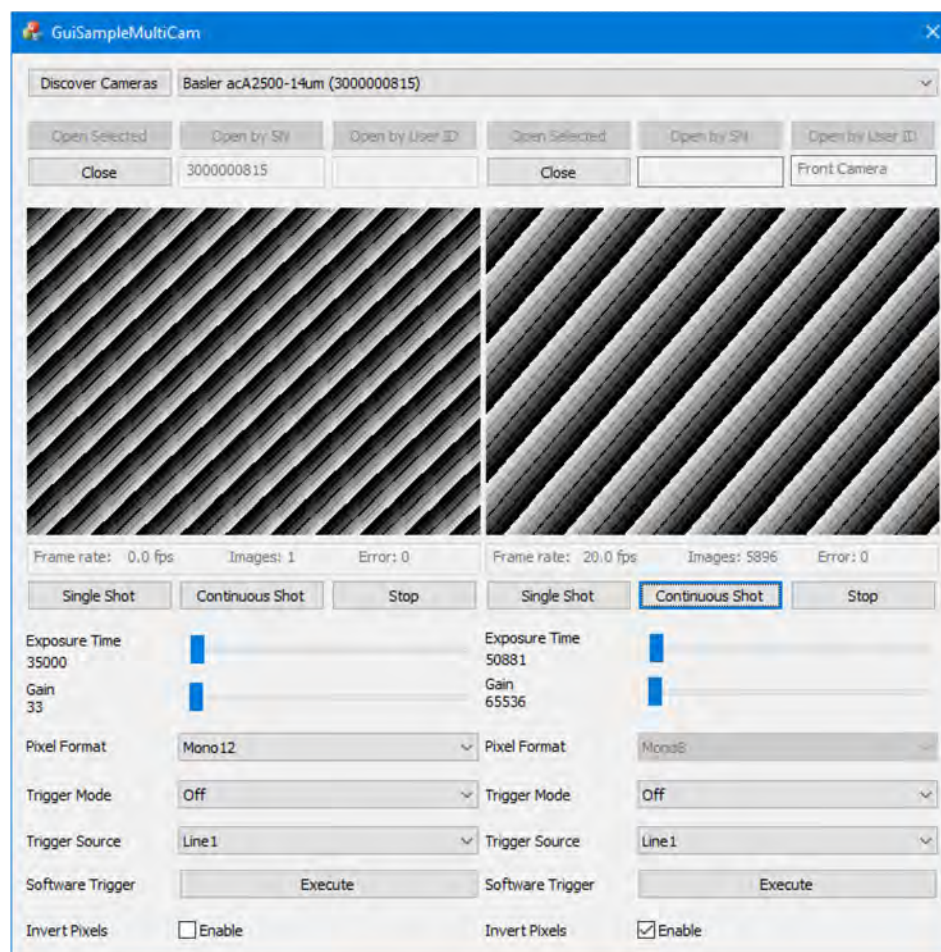 GuiSampleMultiCam
Discover Cameras Basler acA2500-14um (3000000815)
Open Selected Open by SN Open by User ID Open Selected Open by SN Open by User ID
Close 3000000815 Close Front Camera
Frame rate: 0.0 fps Images: 1 Error: 0 Frame rate: 20.0 fps Images: 5896 Error: 0
Single Shot Continuous Shot Stop Single Shot Continuous Shot Stop
Exposure Time Exposure Time
35000 50881
Gain Gain
33 65536
Pixel Format Mono12 Pixel Format Mono8
Trigger Mode Off Trigger Mode Off
Trigger Source Line1 Trigger Source Line1
Software Trigger Execute Software Trigger Execute
Invert Pixels Enable Invert Pixels Enable